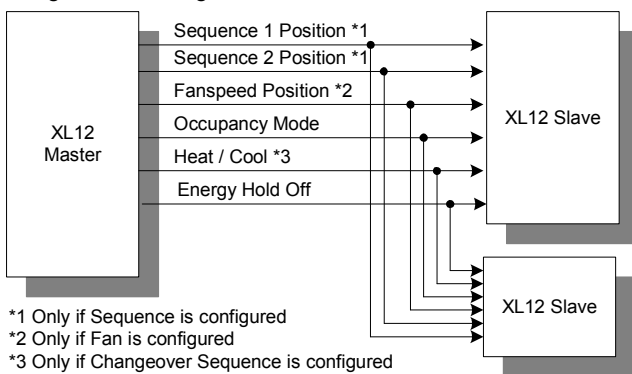 Sequence 1 Position *1
Sequence 2 Position *1
Fanspeed Position *2
Occupancy Mode
Heat / Cool *3
Energy Hold Off
XL12
Master
XL12 Slave
XL12 Slave
*1 Only if Sequence is configured
*2 Only if Fan is configured
*3 Only if Changeover Sequence is configured